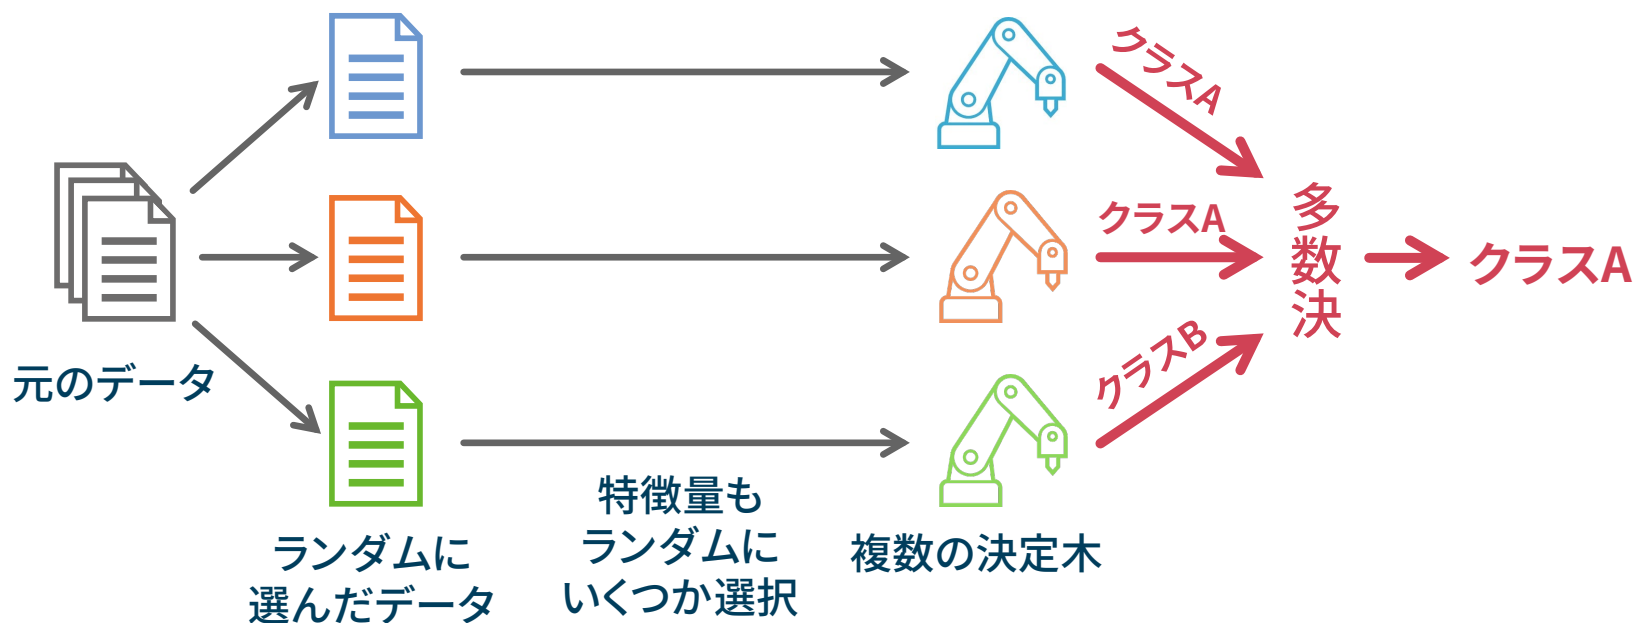 元のデータ
ランダムに
選んだデータ
特徴量も
ランダムに
いくつか選択
複数の決定木
クラスA
クラスA
クラスB
多数決
クラスA